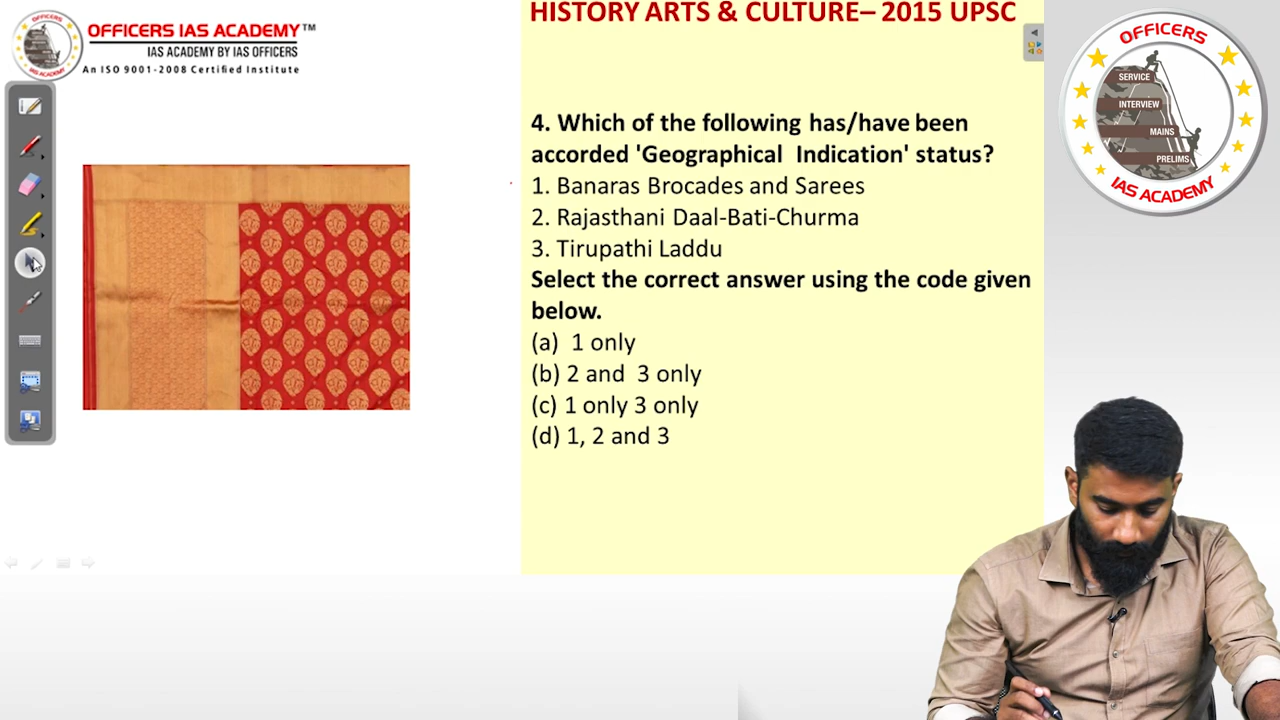 OFFICERS IAS ACADEMY™
IAS ACADEMY BY IAS OFFICERS
An ISO 9001-2008 Certified Institute
HISTORY ARTS & CULTURE– 2015 UPSC
4. Which of the following has/have been
accorded 'Geographical Indication' status?
1. Banaras Brocades and Sarees
2. Rajasthani Daal-Bati-Churma
3. Tirupathi Laddu
Select the correct answer using the code given
below.
(a) 1 only
(b) 2 and 3 only
(c) 1 only 3 only
(d) 1, 2 and 3
OFFICERS
SERVICE
INTERVIEW
MAINS
PRELIMS
IAS ACADEMY